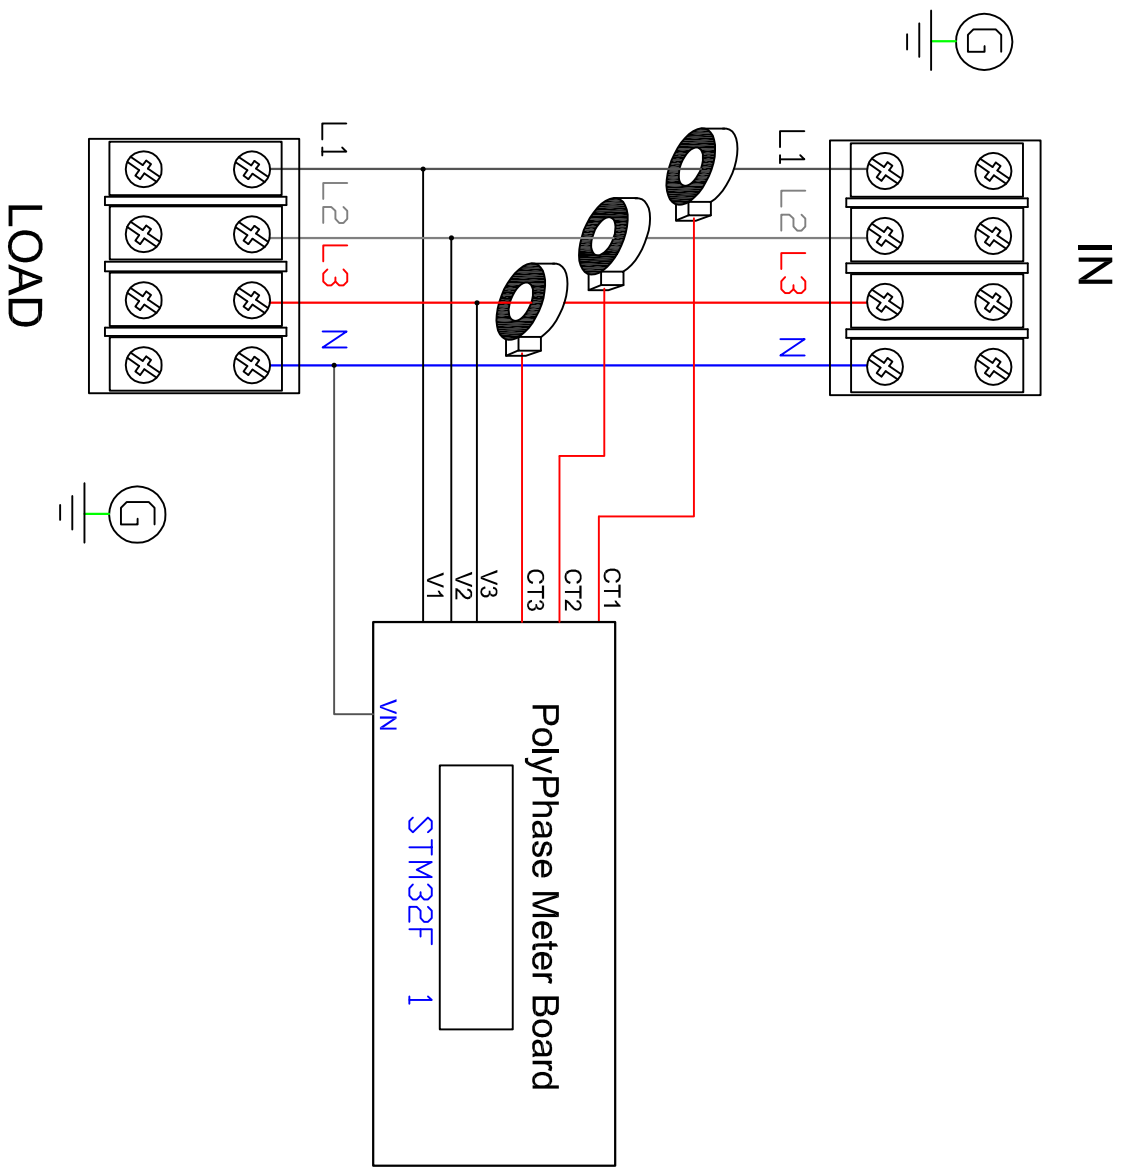 G
IN
L1
L2
L3
N
L1
L2
L3
N
LOAD
G
CT1
CT2
CT3
V3
V2
V1
VN
PolyPhase Meter Board
STM32F 1